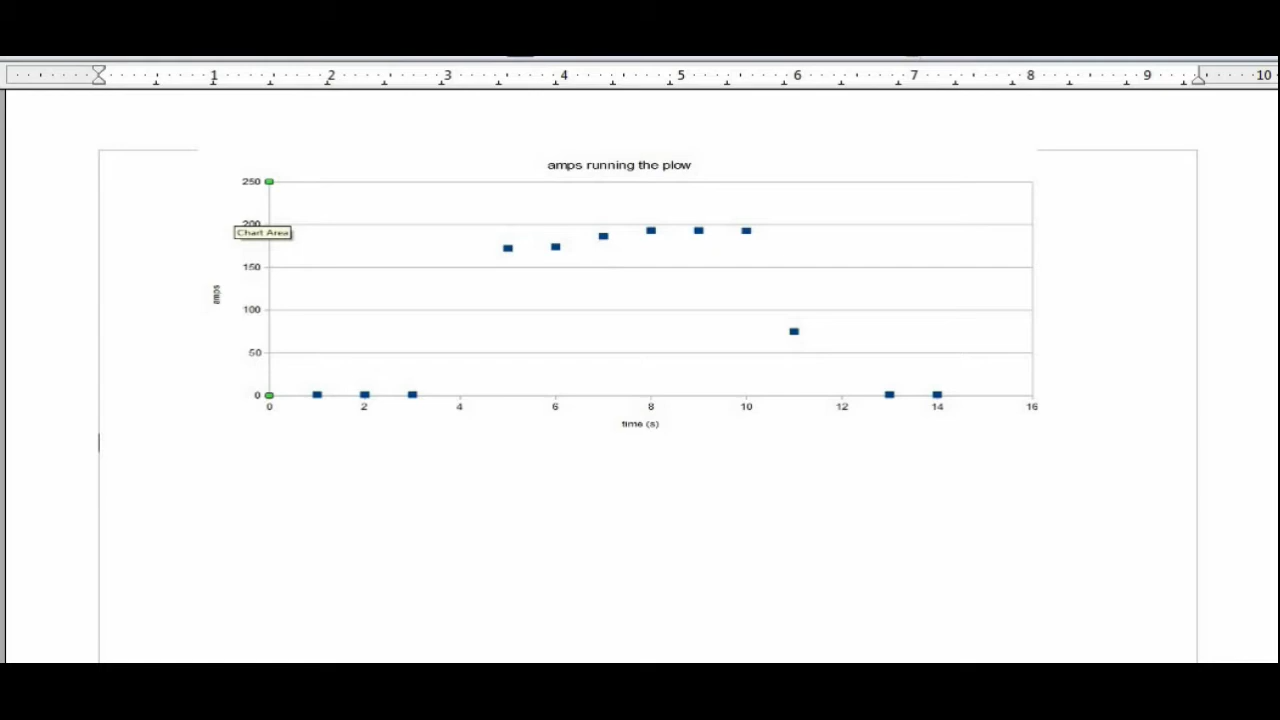 1 2 3 4 5 6 7 8 9 10
amps running the plow
250
200
Chart Area
150
amps
100
50
0
0 2 4 6 8 10 12 14 16
time (s)